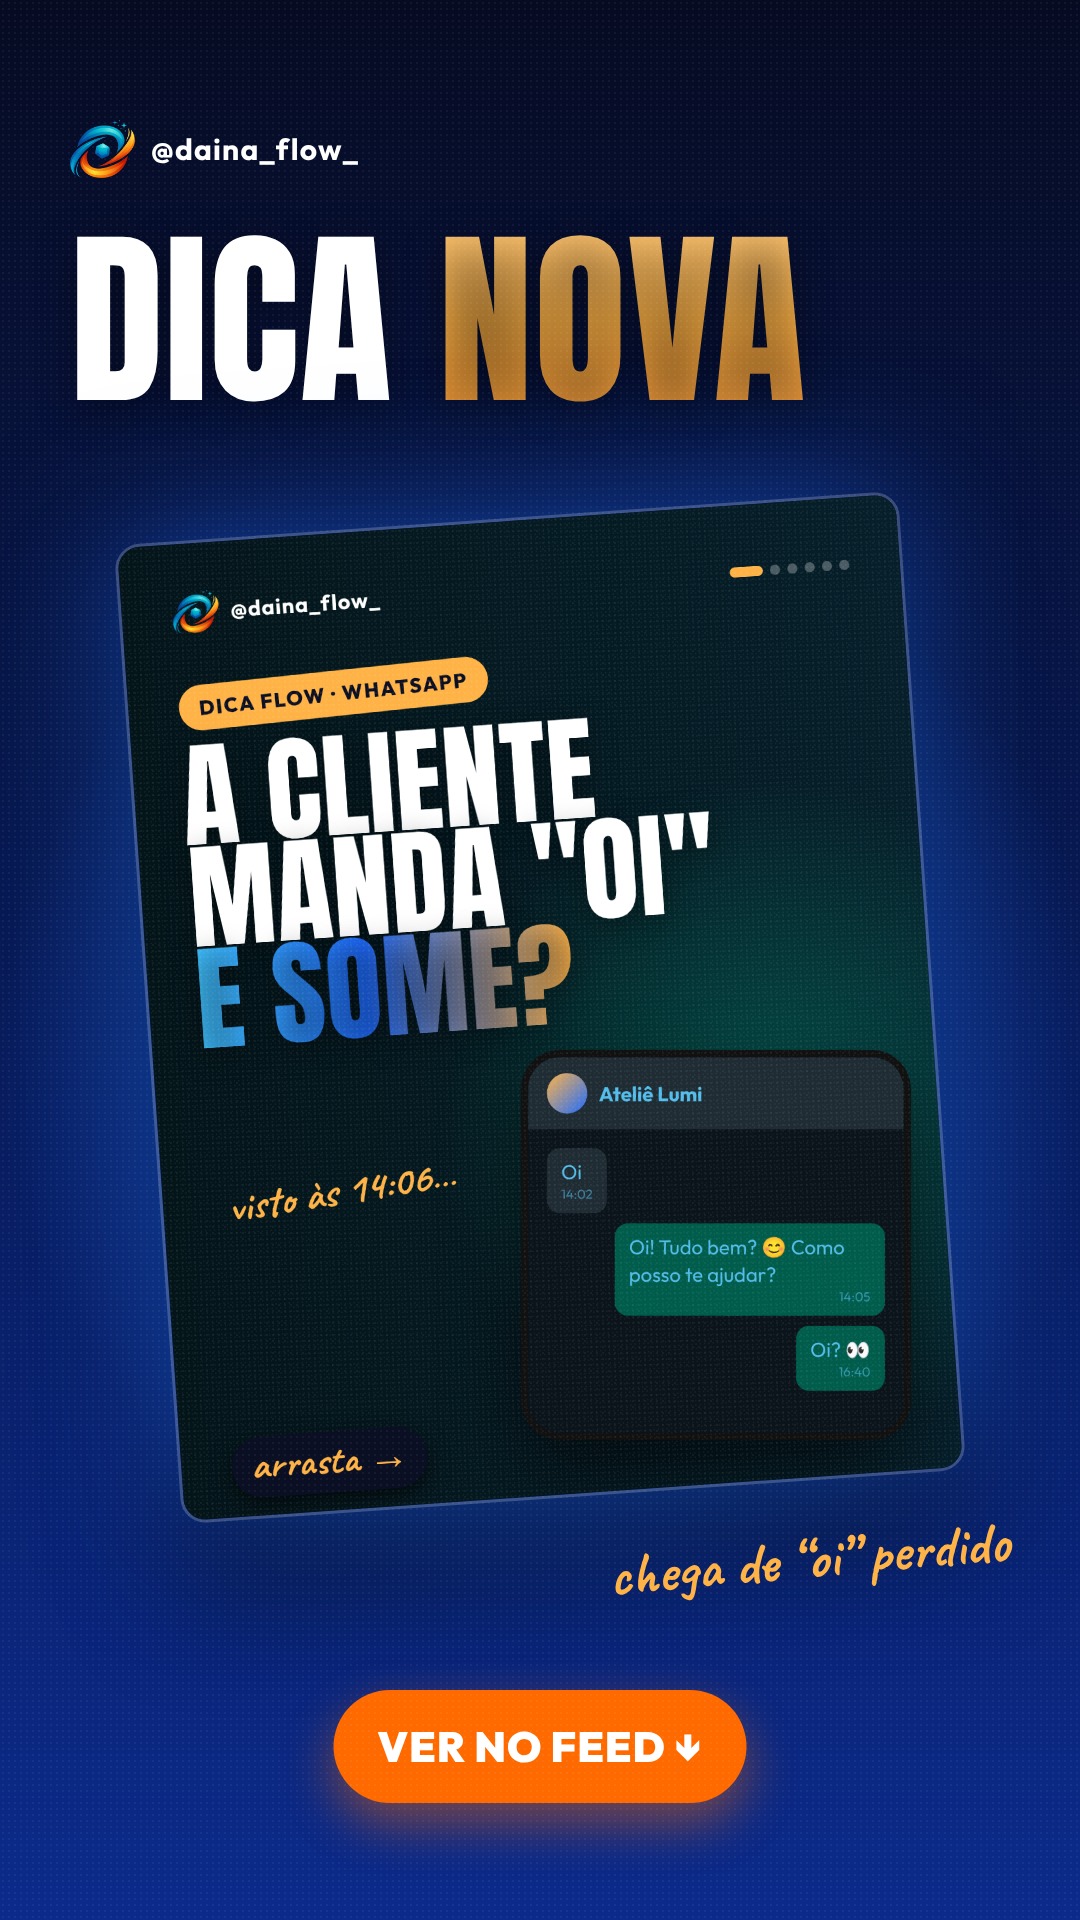 @daina_flow_
DICA NOVA
@daina_flow_
DICA FLOW · WHATSAPP
A CLIENTE
MANDA "OI"
E SOME?
Ateliê Lumi
Oi
14:02
visto às 14:06...
Oi! Tudo bem? 😊 Como
posso te ajudar?
14:05
Oi? 👀
16:40
arrasta →
chega de “oi” perdido
VER NO FEED ↓